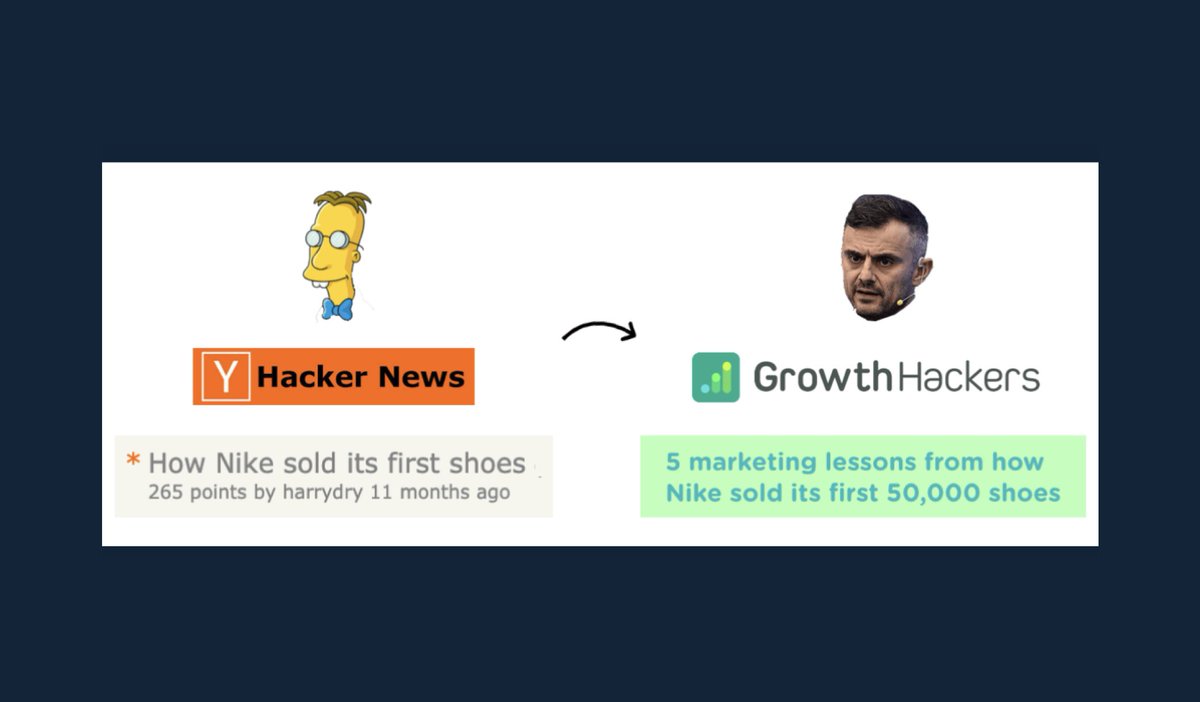 Y Hacker News
GrowthHackers
* How Nike sold its first shoes
265 points by harrydry 11 months ago
5 marketing lessons from how
Nike sold its first 50,000 shoes